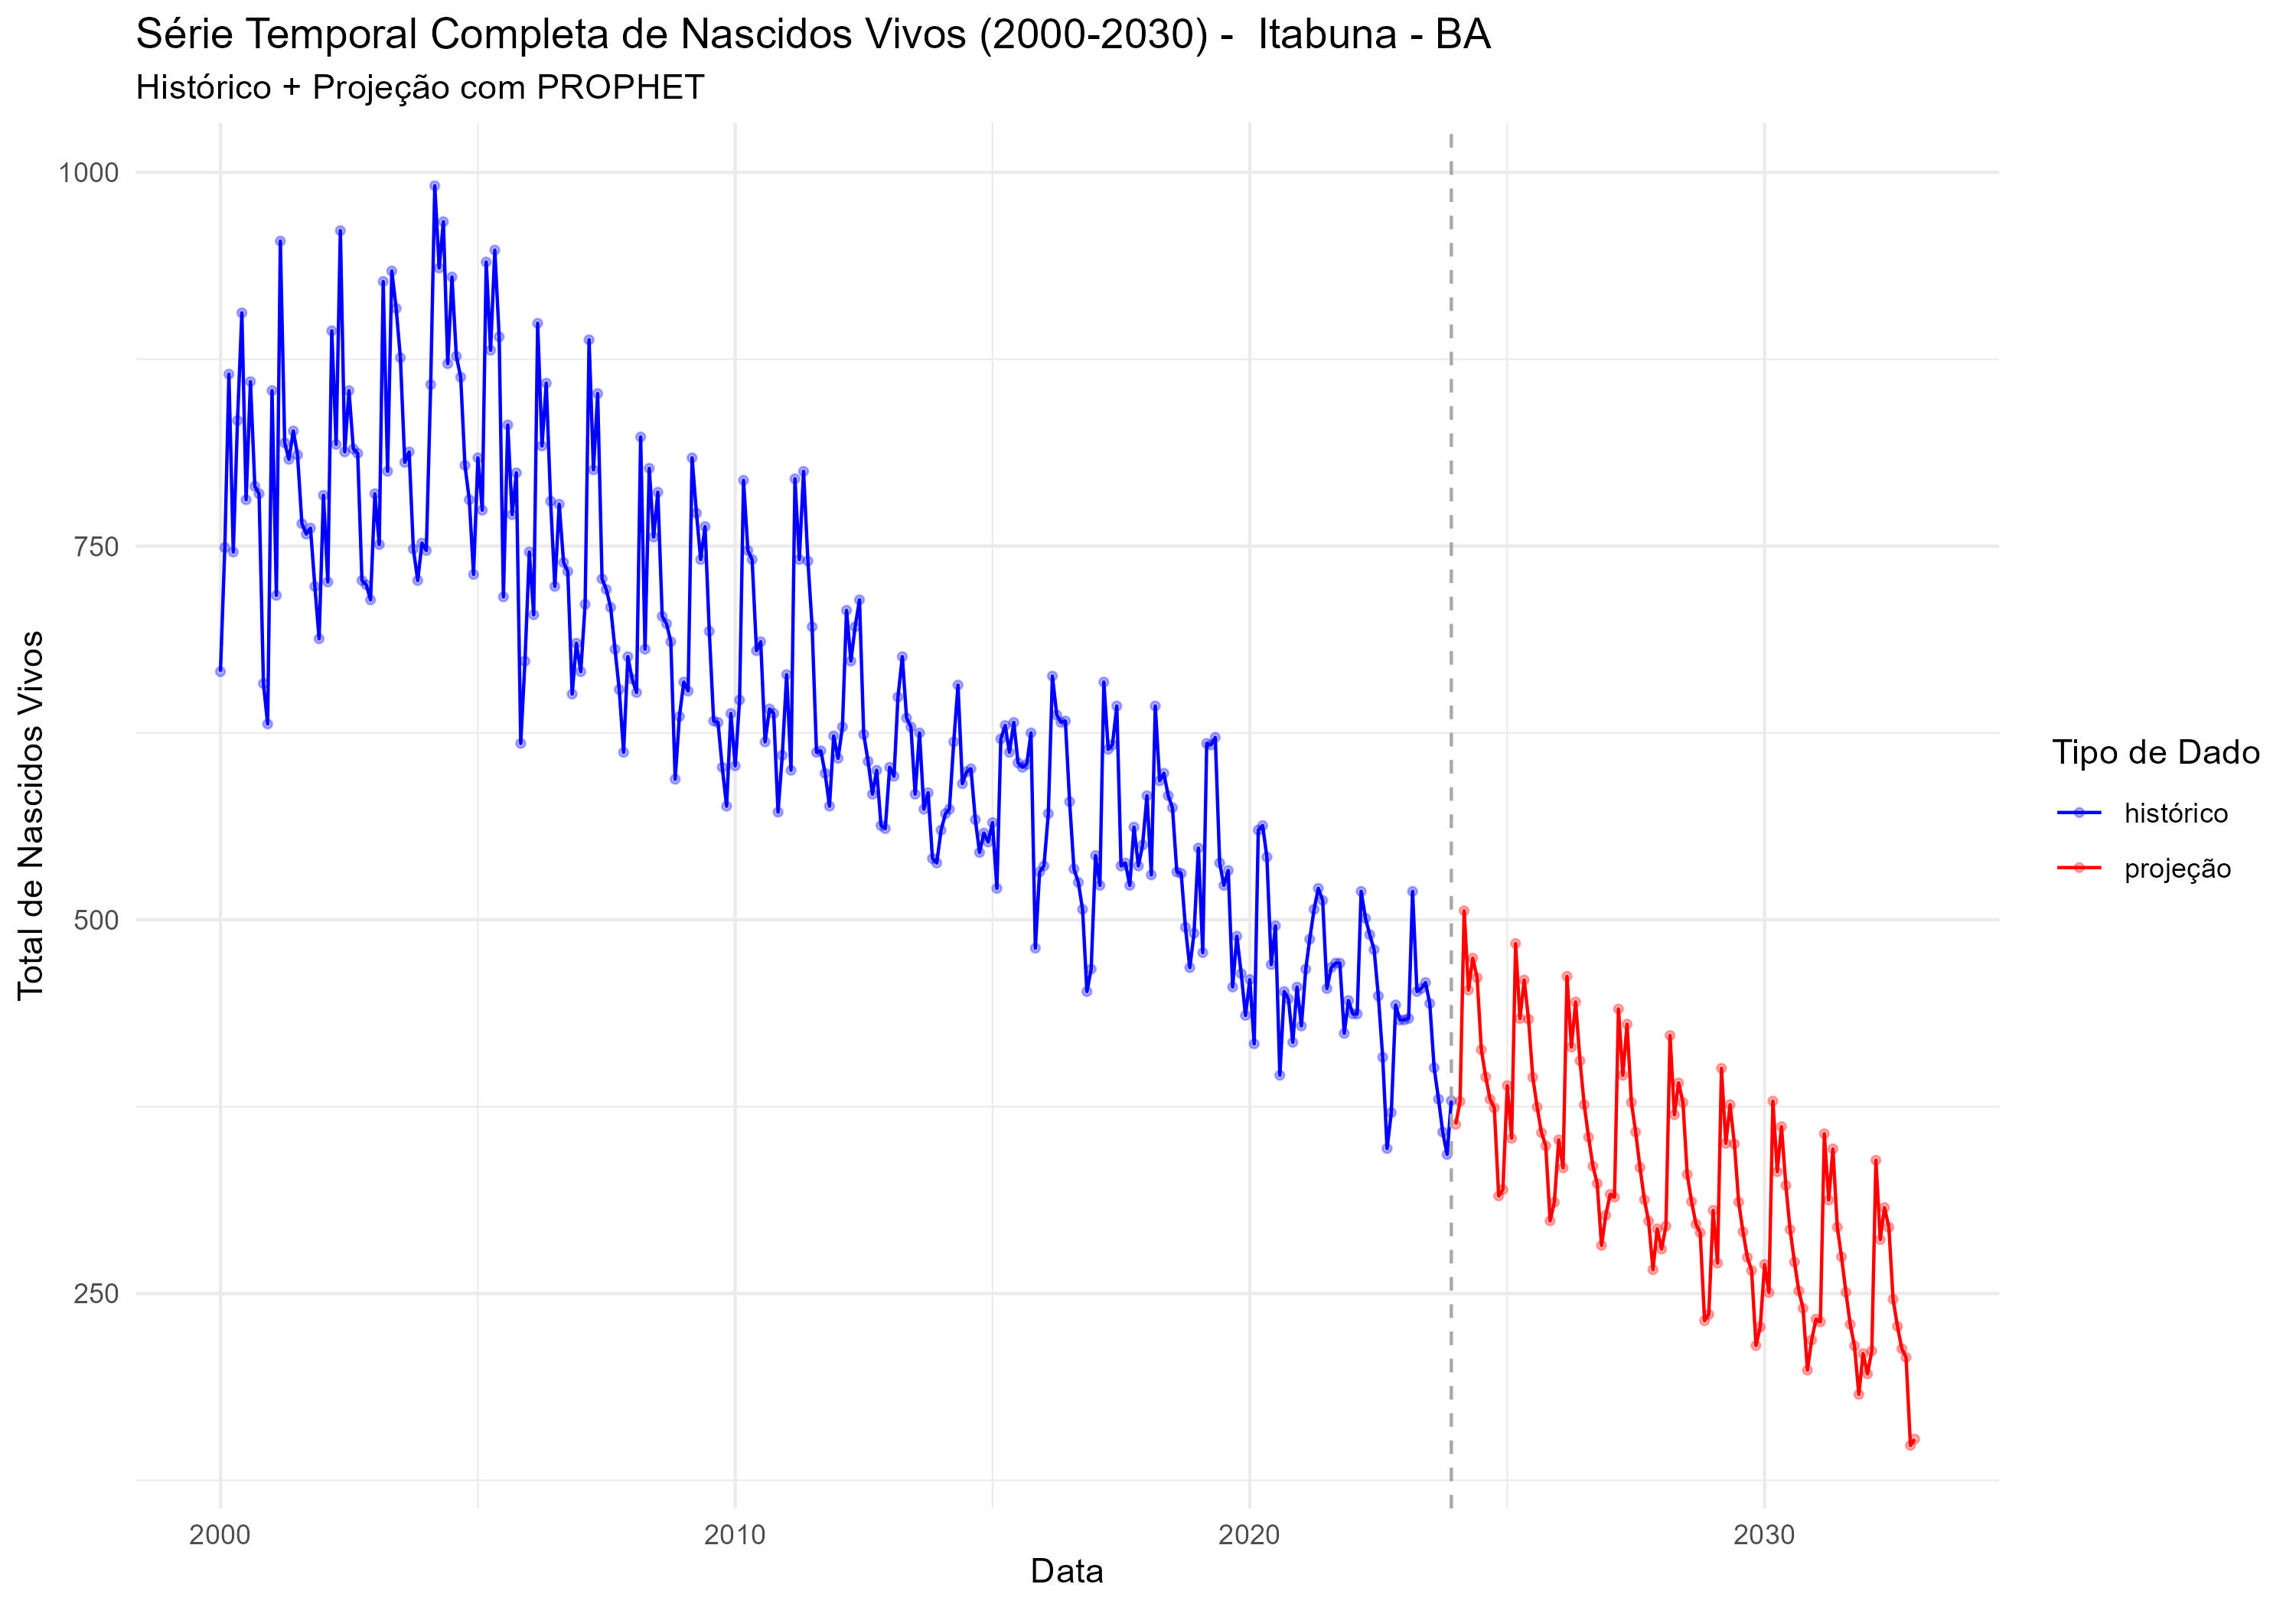 Série Temporal Completa de Nascidos Vivos (2000-2030) -  Itabuna - BA
Histórico + Projeção com PROPHET
1000
750
500
250
Total de Nascidos Vivos
2000
2010
2020
2030
Data
Tipo de Dado
histórico
projeção